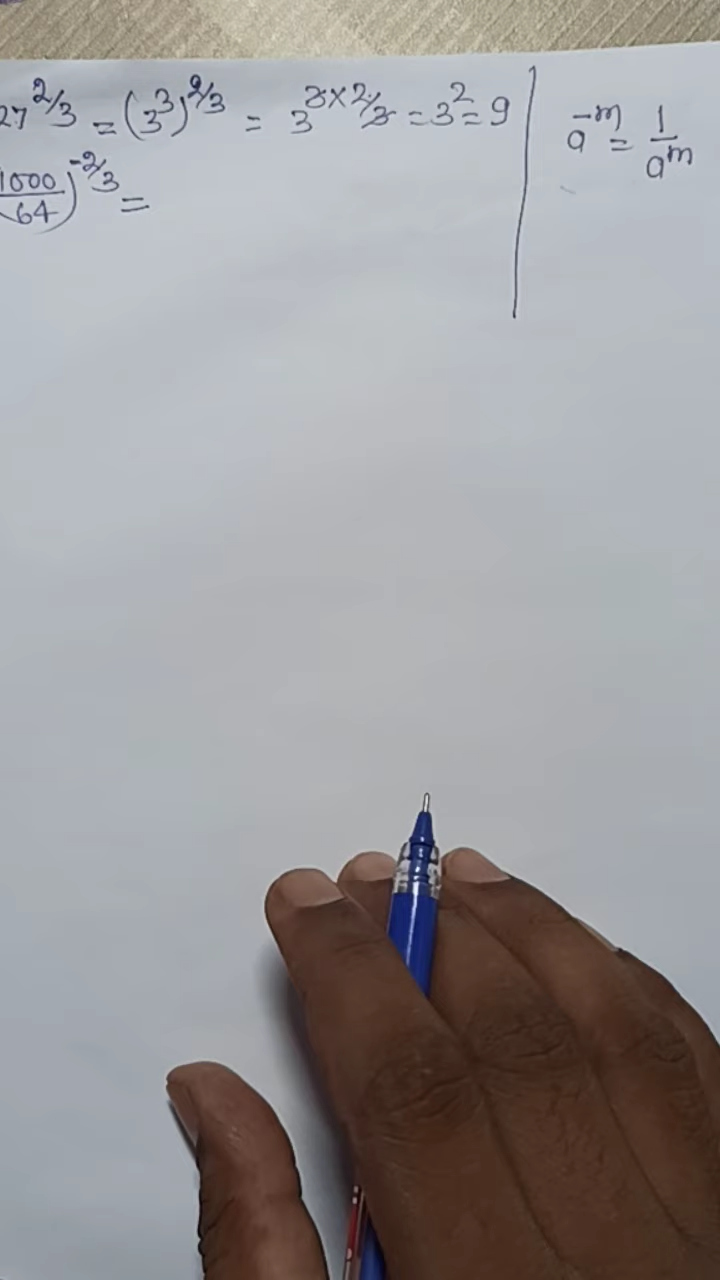 27^2/3 = (3^3)^2/3 = 3^3×2/3 = 3^2 = 9
(1000/64)^-2/3 =
a^-m = 1/a^m